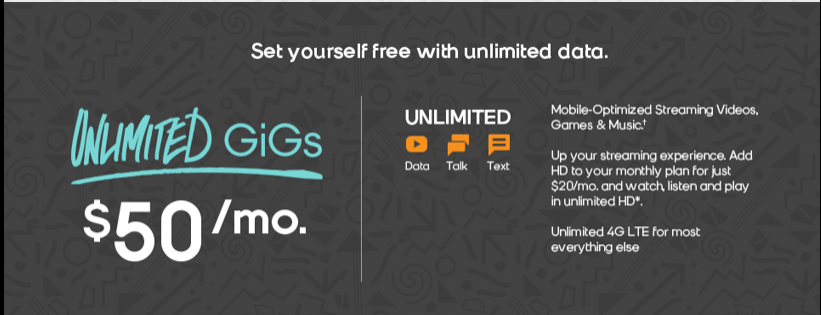 Set yourself free with unlimited data.
UNLIMITED GiGs
$50/mo.
UNLIMITED
Data Talk Text
Mobile-Optimized Streaming Videos,
Games & Music.†
Up your streaming experience. Add
HD to your monthly plan for just
$20/mo. and watch, listen and play
in unlimited HD*.
Unlimited 4G LTE for most
everything else